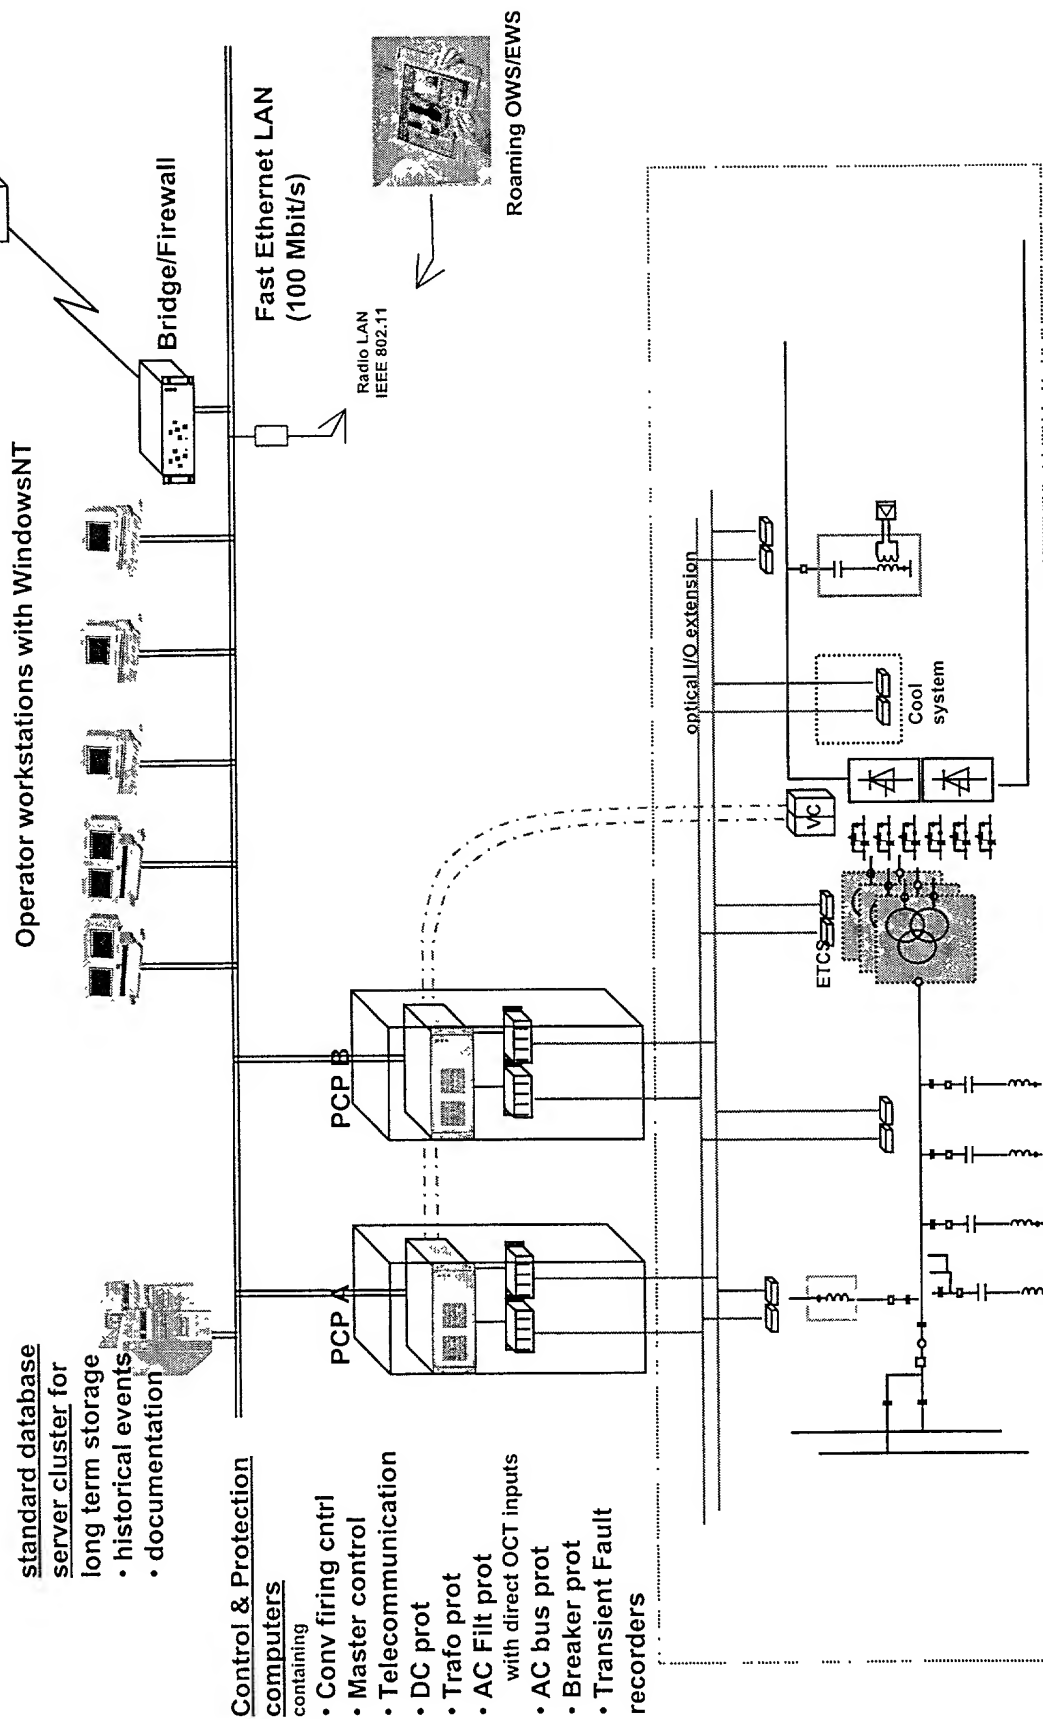 Operator workstations with WindowsNT
standard database
server cluster for
long term storage
• historical events
• documentation
Bridge/Firewall
Fast Ethernet LAN
(100 Mbit/s)
Radio LAN
IEEE 802.11
Roaming OWS/EWS
Control & Protection
computers
containing
• Conv firing cntrl
• Master control
• Telecommunication
• DC prot
• Trafo prot
• AC Filt prot
with direct OCT inputs
• AC bus prot
• Breaker prot
• Transient Fault
recorders
PCP A
PCP B
optical I/O extension
ETCS
VC
Cool
system